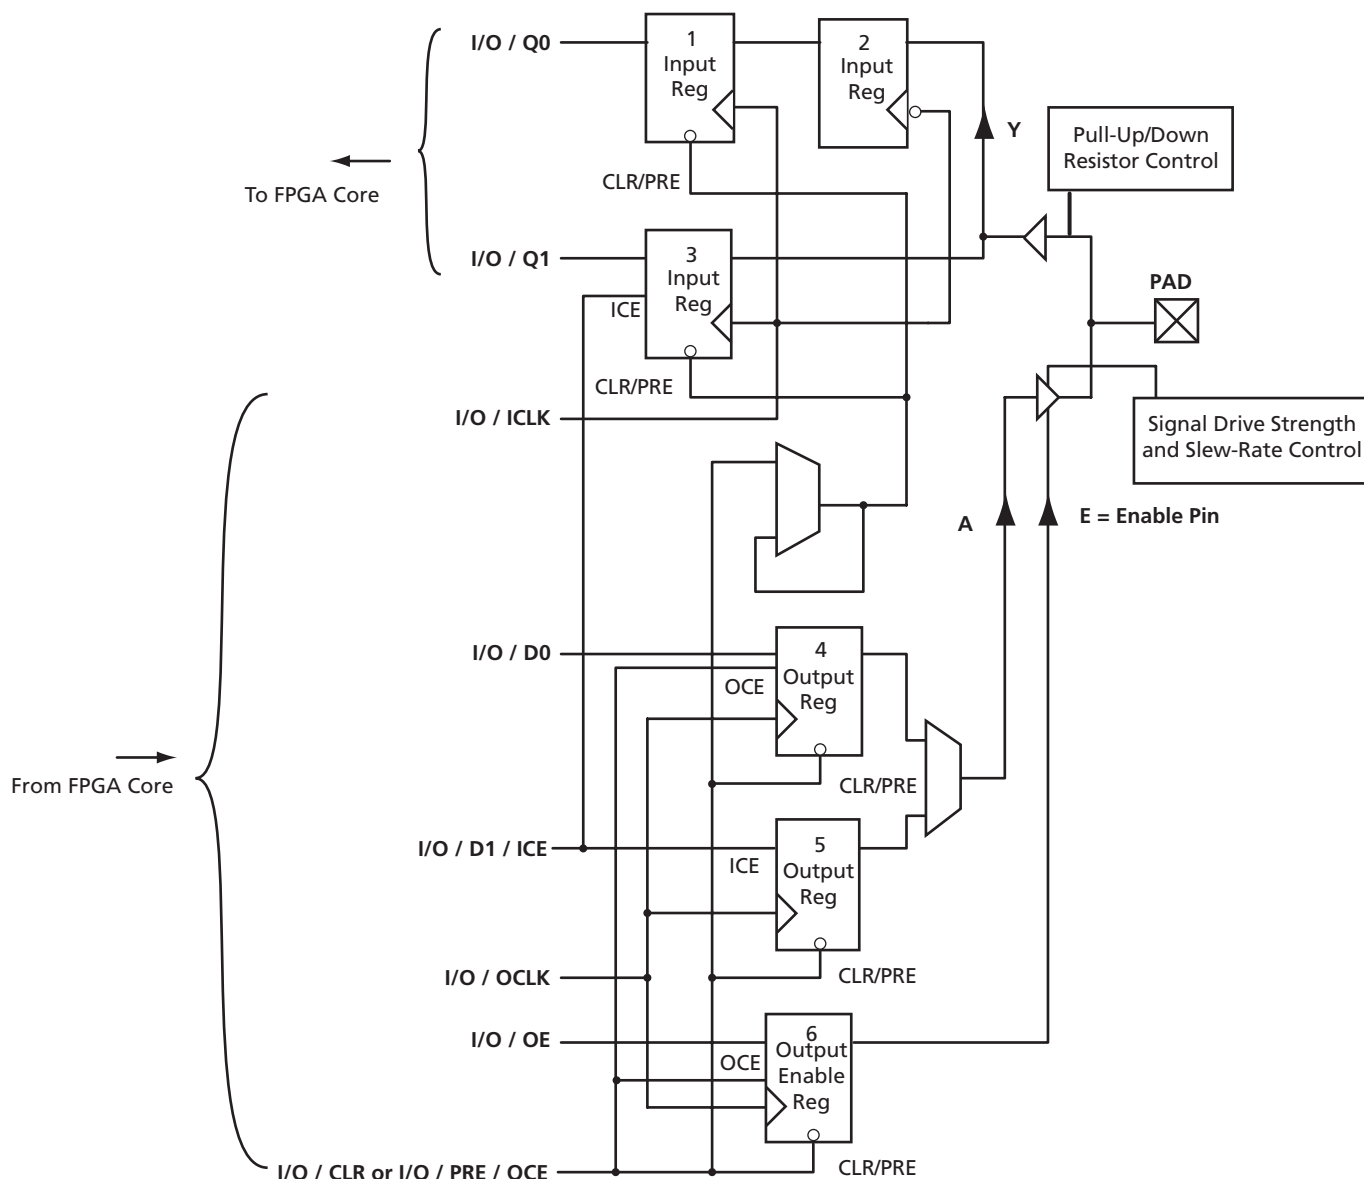 I/O / Q0
1
Input
Reg
2
Input
Reg
Y
Pull-Up/Down
Resistor Control
To FPGA Core
CLR/PRE
I/O / Q1
3
Input
Reg
ICE
PAD
CLR/PRE
I/O / ICLK
Signal Drive Strength
and Slew-Rate Control
A
E = Enable Pin
I/O / D0
4
Output
Reg
OCE
From FPGA Core
CLR/PRE
I/O / D1 / ICE
5
Output
Reg
ICE
I/O / OCLK
CLR/PRE
I/O / OE
6
Output
Enable
Reg
OCE
I/O / CLR or I/O / PRE / OCE
CLR/PRE